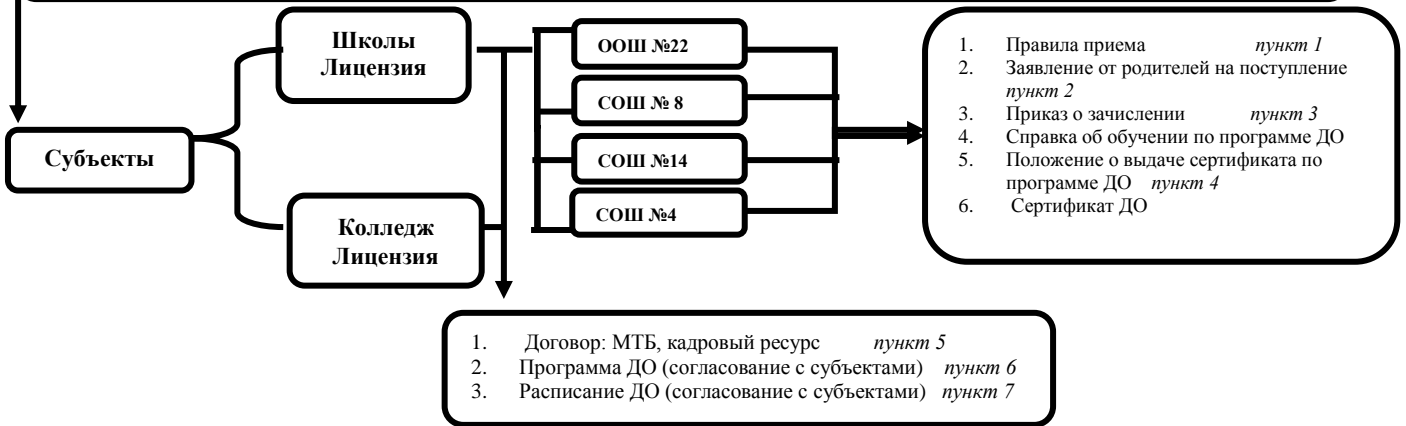 Школы
Лицензия
ООШ №22
СОШ № 8
Субъекты
СОШ №14
СОШ №4
Колледж
Лицензия
1. Правила приема пункт 1
2. Заявление от родителей на поступление
пункт 2
3. Приказ о зачислении пункт 3
4. Справка об обучении по программе ДО
5. Положение о выдаче сертификата по
программе ДО пункт 4
6. Сертификат ДО
1. Договор: МТБ, кадровый ресурс пункт 5
2. Программа ДО (согласование с субъектами) пункт 6
3. Расписание ДО (согласование с субъектами) пункт 7